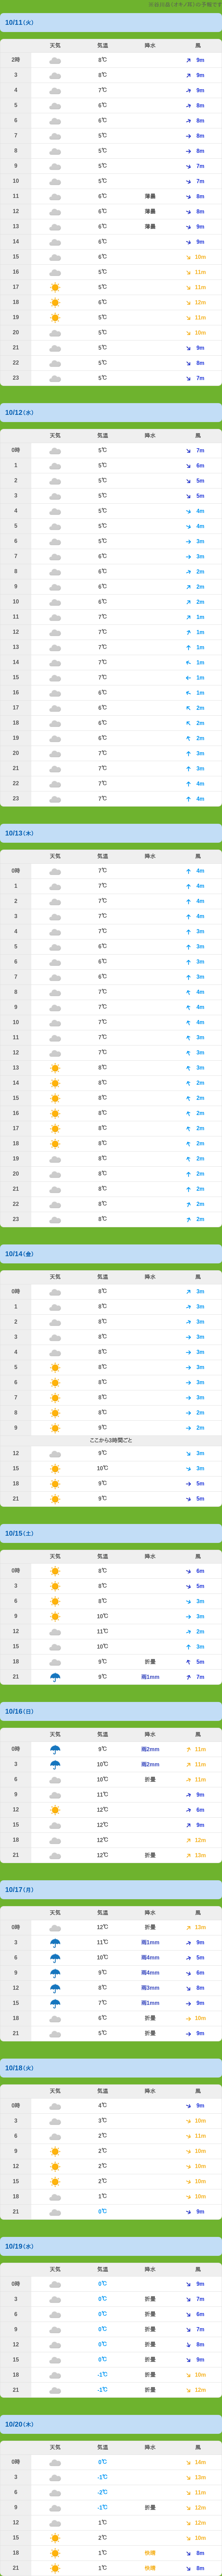 10/11(火)
天気 気温 降水 風
2時 8℃ 9m
3 8℃ 9m
4 7℃ 9m
5 6℃ 8m
6 6℃ 8m
7 5℃ 8m
8 5℃ 8m
9 5℃ 7m
10 5℃ 7m
11 6℃ 薄曇 8m
12 6℃ 薄曇 8m
13 6℃ 薄曇 9m
14 6℃ 9m
15 6℃ 10m
16 5℃ 11m
17 5℃ 11m
18 6℃ 12m
19 5℃ 11m
20 5℃ 10m
21 5℃ 9m
22 5℃ 8m
23 5℃ 7m
10/12(水)
天気 気温 降水 風
0時 5℃ 7m
1 5℃ 6m
2 5℃ 5m
3 5℃ 5m
4 5℃ 4m
5 5℃ 4m
6 5℃ 3m
7 6℃ 3m
8 6℃ 2m
9 6℃ 2m
10 6℃ 2m
11 7℃ 1m
12 7℃ 1m
13 7℃ 1m
14 7℃ 1m
15 7℃ 1m
16 6℃ 1m
17 6℃ 2m
18 6℃ 2m
19 6℃ 2m
20 7℃ 3m
21 7℃ 3m
22 7℃ 4m
23 7℃ 4m
10/13(木)
天気 気温 降水 風
0時 7℃ 4m
1 7℃ 4m
2 7℃ 4m
3 7℃ 4m
4 7℃ 3m
5 6℃ 3m
6 6℃ 3m
7 6℃ 3m
8 7℃ 4m
9 7℃ 4m
10 7℃ 4m
11 7℃ 3m
12 7℃ 3m
13 8℃ 3m
14 8℃ 2m
15 8℃ 2m
16 8℃ 2m
17 8℃ 2m
18 8℃ 2m
19 8℃ 2m
20 8℃ 2m
21 8℃ 2m
22 8℃ 2m
23 8℃ 2m
10/14(金)
天気 気温 降水 風
0時 8℃ 3m
1 8℃ 3m
2 8℃ 3m
3 8℃ 3m
4 8℃ 3m
5 8℃ 3m
6 8℃ 3m
7 8℃ 3m
8 8℃ 2m
9 9℃ 2m
ここから3時間ごと
12 9℃ 3m
15 10℃ 3m
18 9℃ 5m
21 9℃ 5m
10/15(土)
天気 気温 降水 風
0時 8℃ 6m
3 8℃ 5m
6 8℃ 3m
9 10℃ 3m
12 11℃ 2m
15 10℃ 3m
18 9℃ 折曇 5m
21 9℃ 雨1mm 7m
10/16(日)
天気 気温 降水 風
0時 9℃ 雨2mm 11m
3 10℃ 雨2mm 11m
6 10℃ 折曇 11m
9 11℃ 9m
12 12℃ 6m
15 12℃ 9m
18 12℃ 12m
21 12℃ 折曇 13m
10/17(月)
天気 気温 降水 風
0時 12℃ 折曇 13m
3 11℃ 雨1mm 9m
6 10℃ 雨4mm 5m
9 9℃ 雨4mm 6m
12 8℃ 雨3mm 8m
15 7℃ 雨1mm 9m
18 6℃ 折曇 10m
21 5℃ 折曇 9m
10/18(火)
天気 気温 降水 風
0時 4℃ 9m
3 3℃ 10m
6 2℃ 11m
9 2℃ 10m
12 2℃ 10m
15 2℃ 10m
18 1℃ 10m
21 0℃ 9m
10/19(水)
天気 気温 降水 風
0時 0℃ 9m
3 0℃ 折曇 7m
6 0℃ 折曇 6m
9 0℃ 折曇 7m
12 0℃ 折曇 8m
15 0℃ 折曇 9m
18 -1℃ 折曇 10m
21 -1℃ 折曇 12m
10/20(木)
天気 気温 降水 風
0時 0℃ 14m
3 -1℃ 13m
6 -2℃ 11m
9 -1℃ 折曇 12m
12 1℃ 12m
15 2℃ 10m
18 1℃ 快晴 8m
21 1℃ 快晴 8m